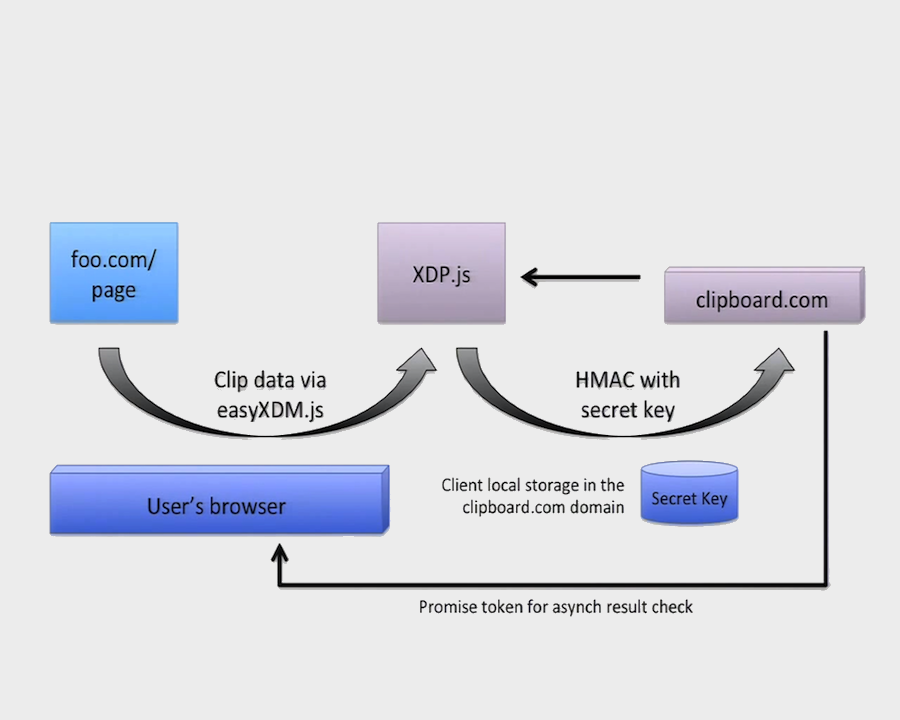 foo.com/
page
XDP.js
clipboard.com
Clip data via
easyXDM.js
HMAC with
secret key
User’s browser
Client local storage in the
clipboard.com domain
Secret Key
Promise token for asynch result check